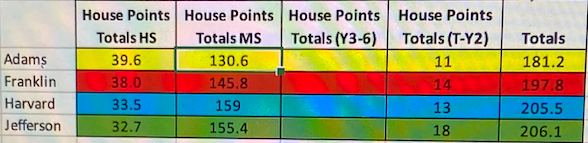 House Points House Points House Points House Points
Totals HS Totals MS Totals (Y3-6) Totals (T-Y2) Totals
Adams 39.6 130.6 11 181.2
Franklin 38.0 145.8 14 197.8
Harvard 33.5 159 13 205.5
Jefferson 32.7 155.4 18 206.1